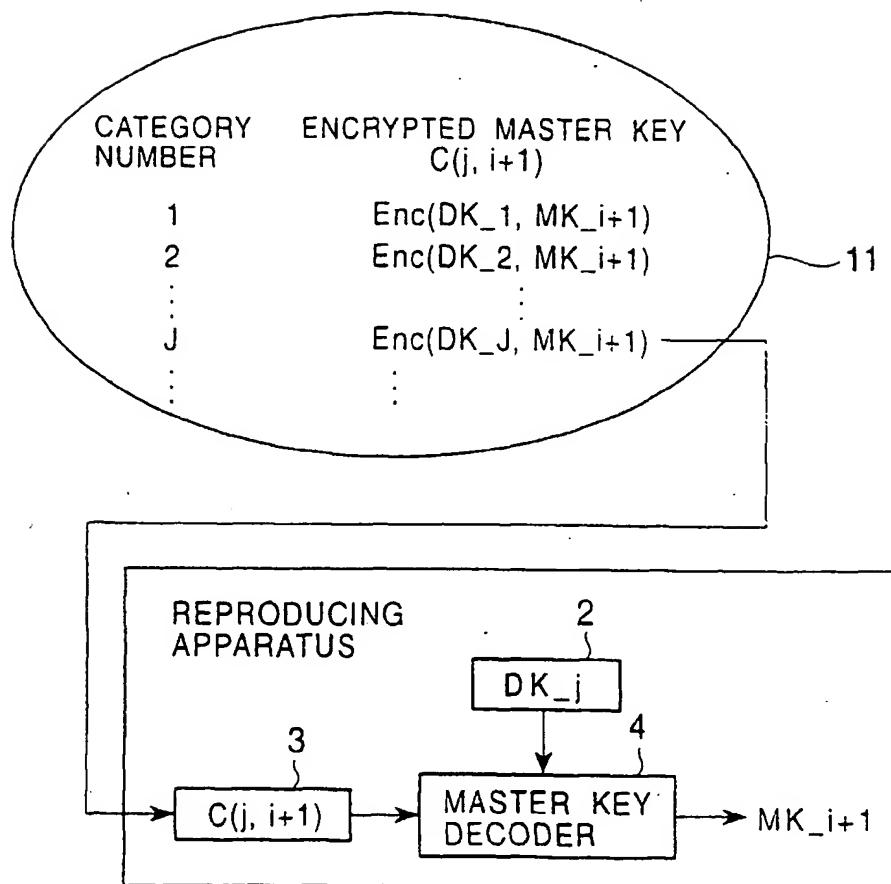 CATEGORY NUMBER
ENCRYPTED MASTER KEY
C(j, i+1)
1 Enc(DK_1, MK_i+1)
2 Enc(DK_2, MK_i+1)
J Enc(DK_J, MK_i+1)
11
REPRODUCING
APPARATUS
2
DK_j
3
C(j, i+1)
4
MASTER KEY
DECODER
MK_i+1